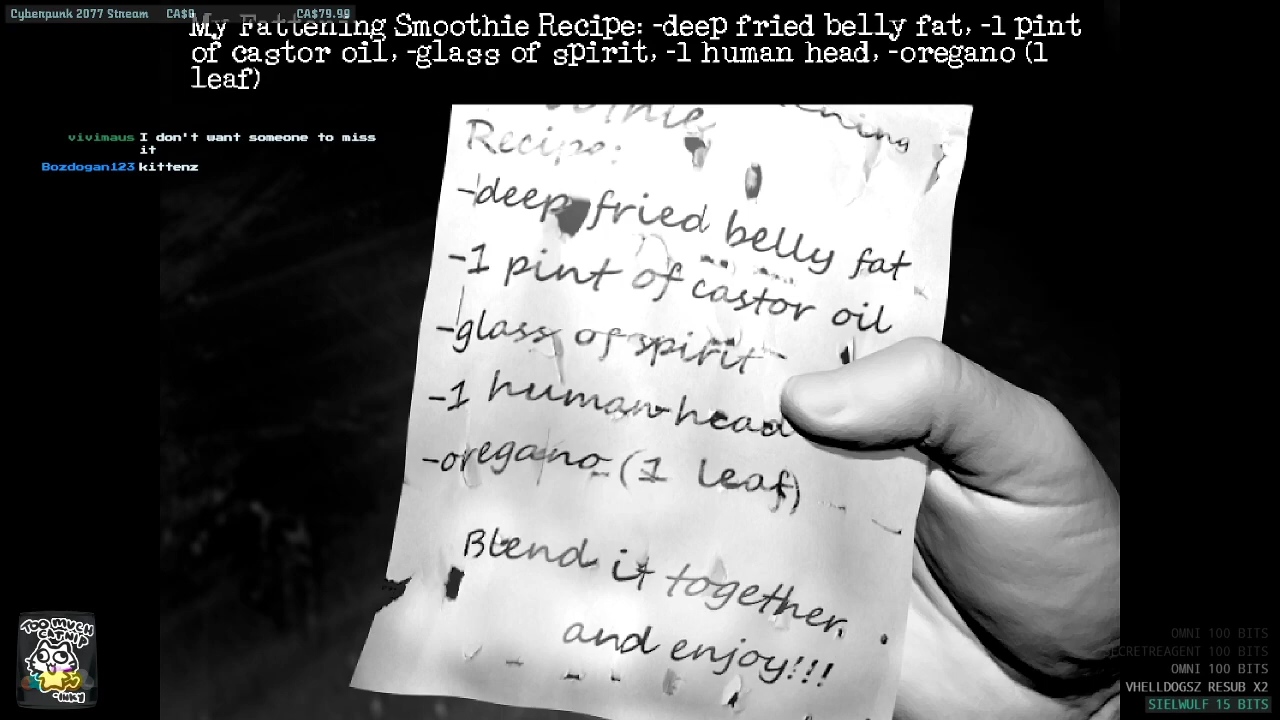 Cyberpunk 2077 Stream CA$0 CA$79.99
My Fattening Smoothie Recipe: -deep fried belly fat, -1 pint
of castor oil, -glass of spirit, -1 human head, -oregano (1
leaf)
vivimaus I don't want someone to miss
it
Bozdogan123 kittenz
Recipe:
-deep fried belly fat
-1 pint of castor oil
-glass of spirit
-1 human head
-oregano (1 leaf)
Blend it together.
and enjoy!!!
TOO MUCH
CATNIP
-INKY
OMNI 100 BITS
ECRETREAGENT 100 BITS
OMNI 100 BITS
VHELLDOGSZ RESUB X2
SIELWULF 15 BITS